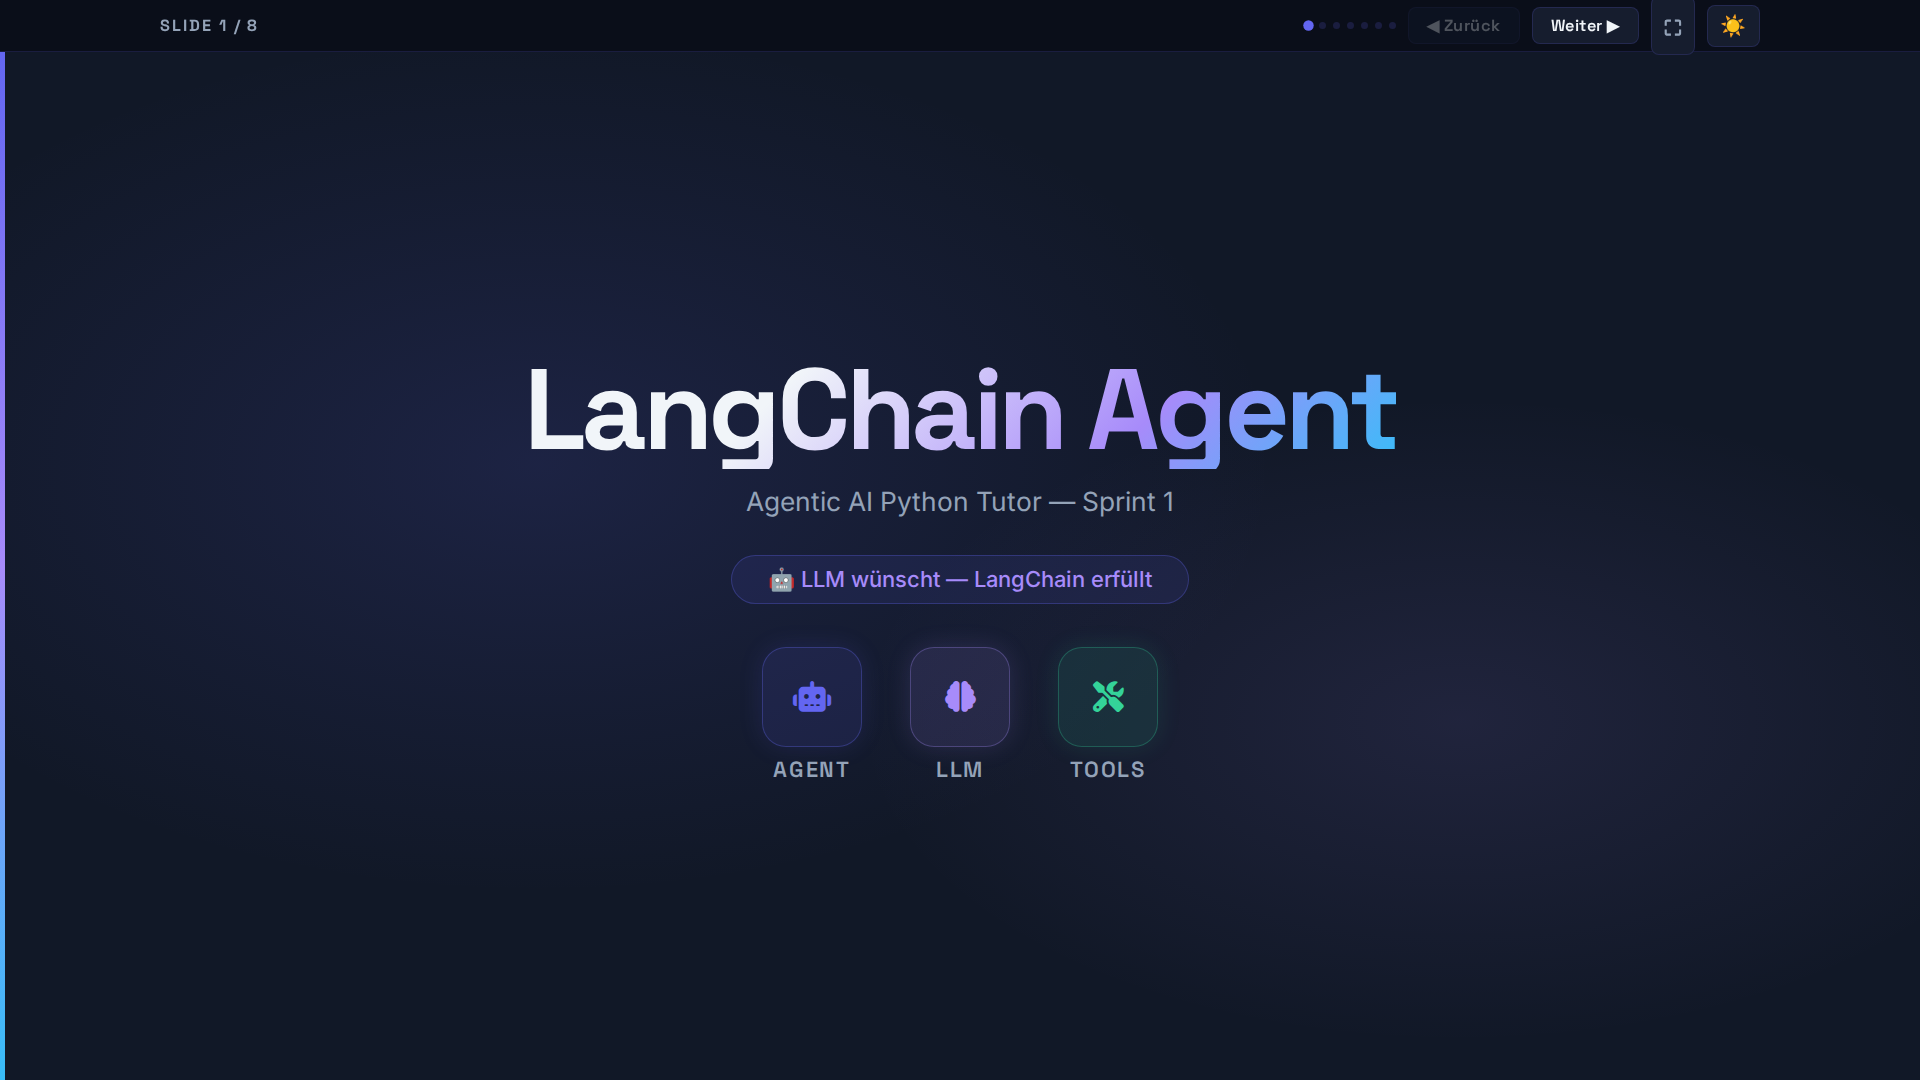 SLIDE 1 / 8
◀ Zurück
Weiter ▶
LangChain Agent
Agentic AI Python Tutor — Sprint 1
🤖 LLM wünscht — LangChain erfüllt
AGENT
LLM
TOOLS